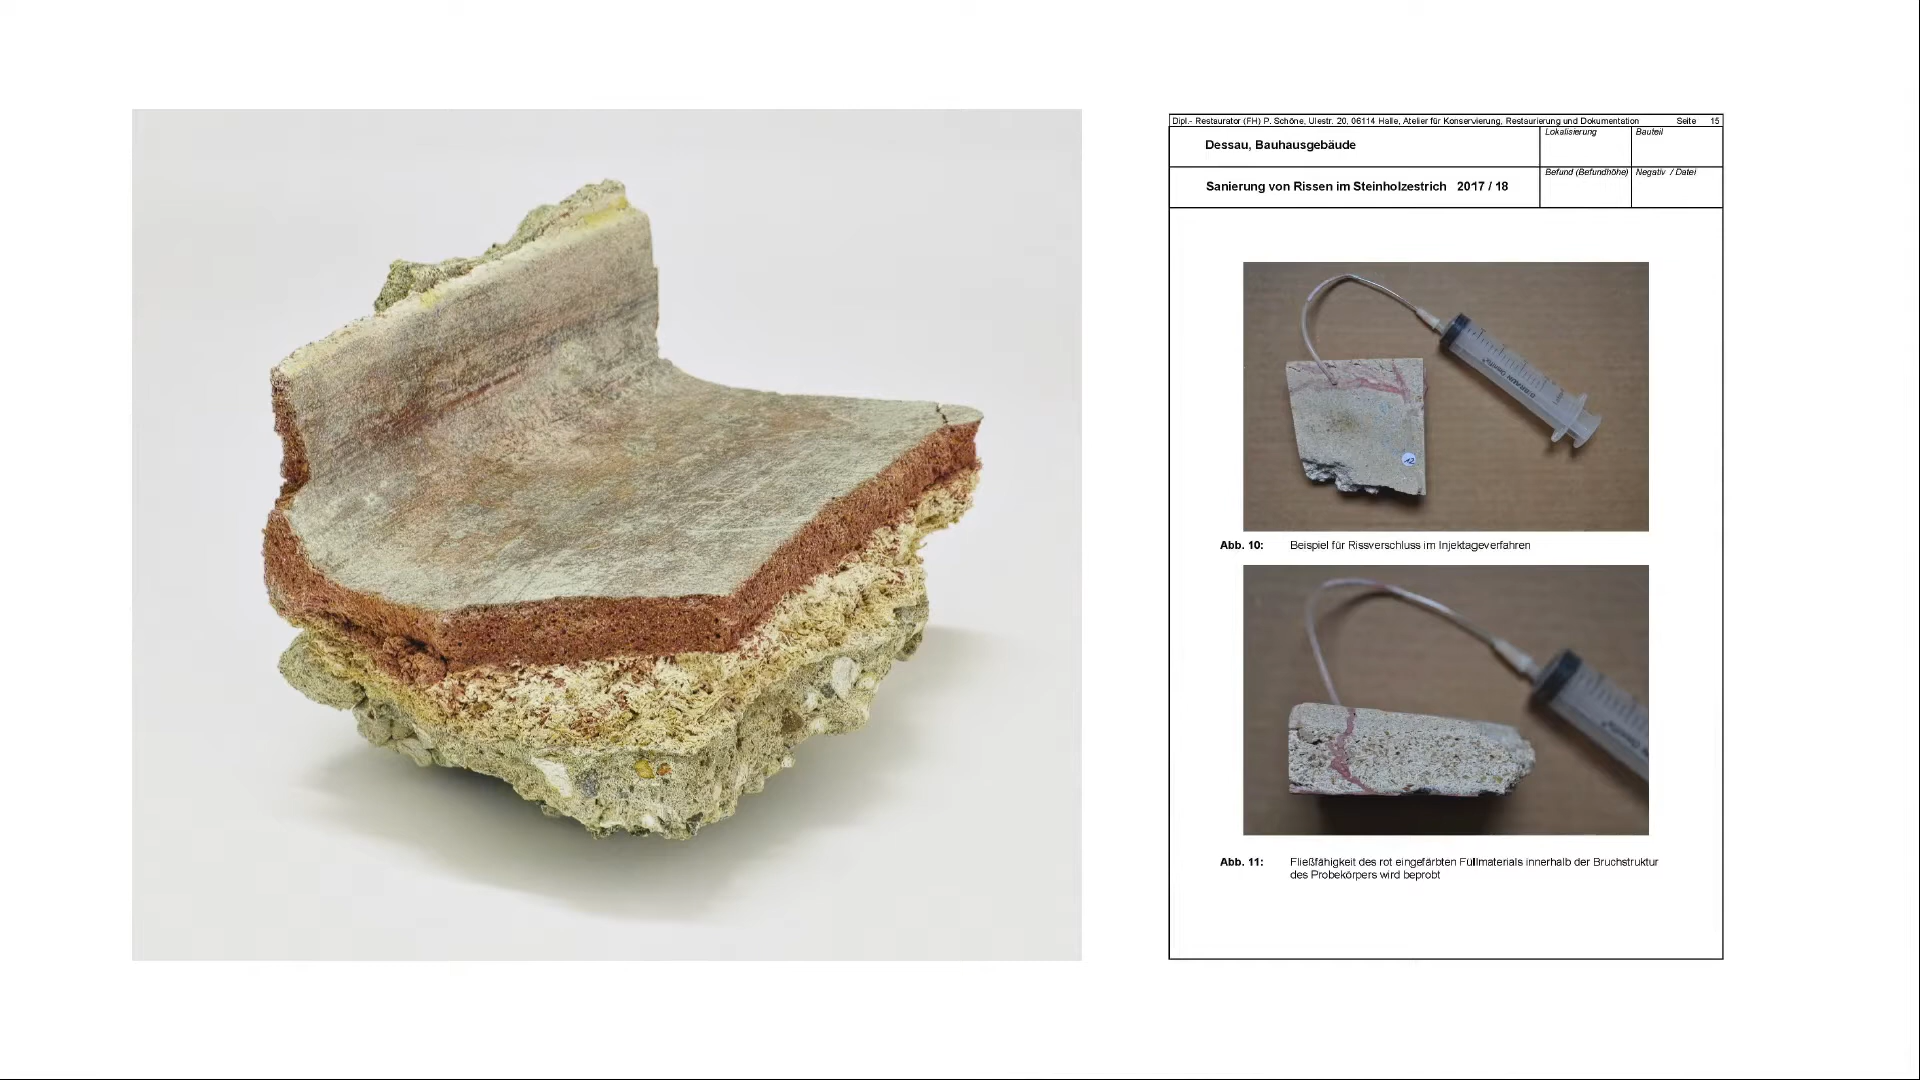 Dipl.- Restaurator (FH) P. Schöne, Ulestr. 20, 06114 Halle, Atelier für Konservierung, Restaurierung und Dokumentation Seite 15
Dessau, Bauhausgebäude
Lokalisierung
Bauteil
Sanierung von Rissen im Steinholzestrich 2017 / 18
Befund (Befundhöhe)
Negativ / Datei
12
Abb. 10: Beispiel für Rissverschluss im Injektageverfahren
Abb. 11: Fließfähigkeit des rot eingefärbten Füllmaterials innerhalb der Bruchstruktur
des Probekörpers wird beprobt